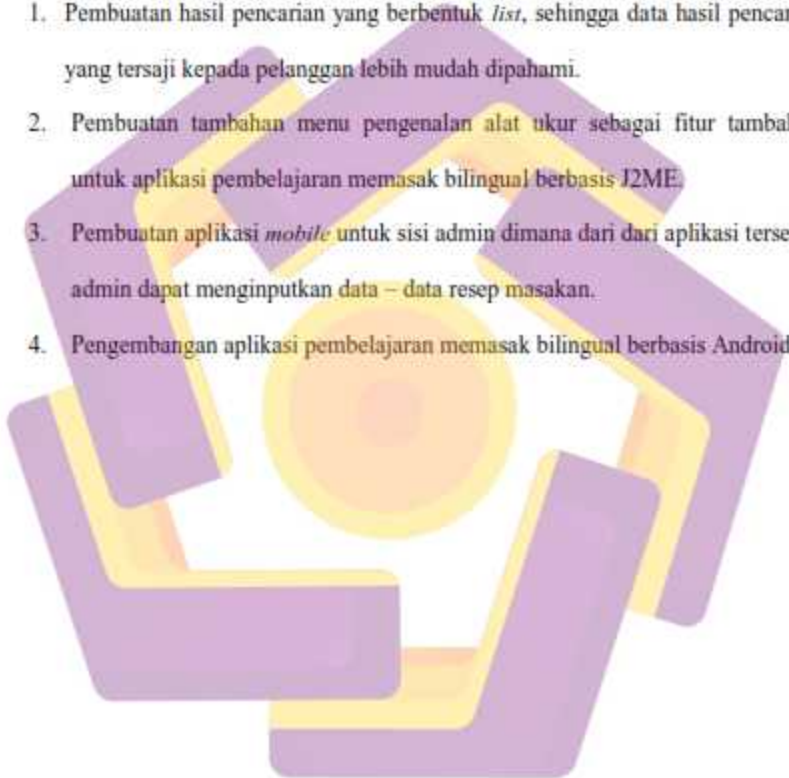 1. Pembuatan hasil pencarian yang berbentuk list, sehingga data hasil pencar
yang tersaji kepada pelanggan lebih mudah dipahami.
2. Pembuatan tambahan menu pengenalan alat ukur sebagai fitur tambal
untuk aplikasi pembelajaran memasak bilingual berbasis J2ME.
3. Pembuatan aplikasi mobile untuk sisi admin dimana dari dari aplikasi terse
admin dapat menginputkan data – data resep masakan.
4. Pengembangan aplikasi pembelajaran memasak bilingual berbasis Android